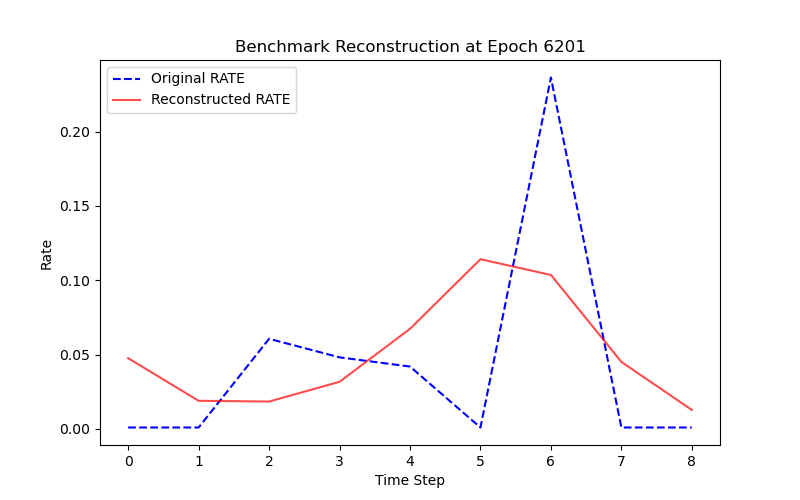 Benchmark Reconstruction at Epoch 6201
Original RATE
Reconstructed RATE
0.20
0.15
0.10
0.05
0.00
Rate
0 1 2 3 4 5 6 7 8
Time Step